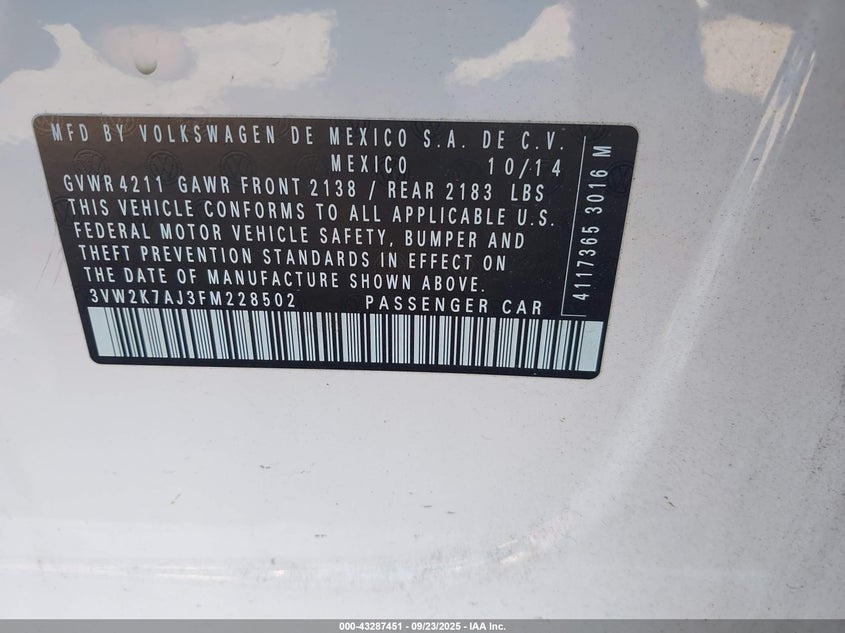 MFD BY VOLKSWAGEN DE MEXICO S.A. DE C.V.
MEXICO 10/14
GVWR 4211 GAWR FRONT 2138 / REAR 2183 LBS
THIS VEHICLE CONFORMS TO ALL APPLICABLE U.S.
FEDERAL MOTOR VEHICLE SAFETY, BUMPER AND
THEFT PREVENTION STANDARDS IN EFFECT ON
THE DATE OF MANUFACTURE SHOWN ABOVE.
3VW2K7AJ3FM228502 PASSENGER CAR
4117365 3016 M
000-43287451 - 09/23/2025 - IAA Inc.